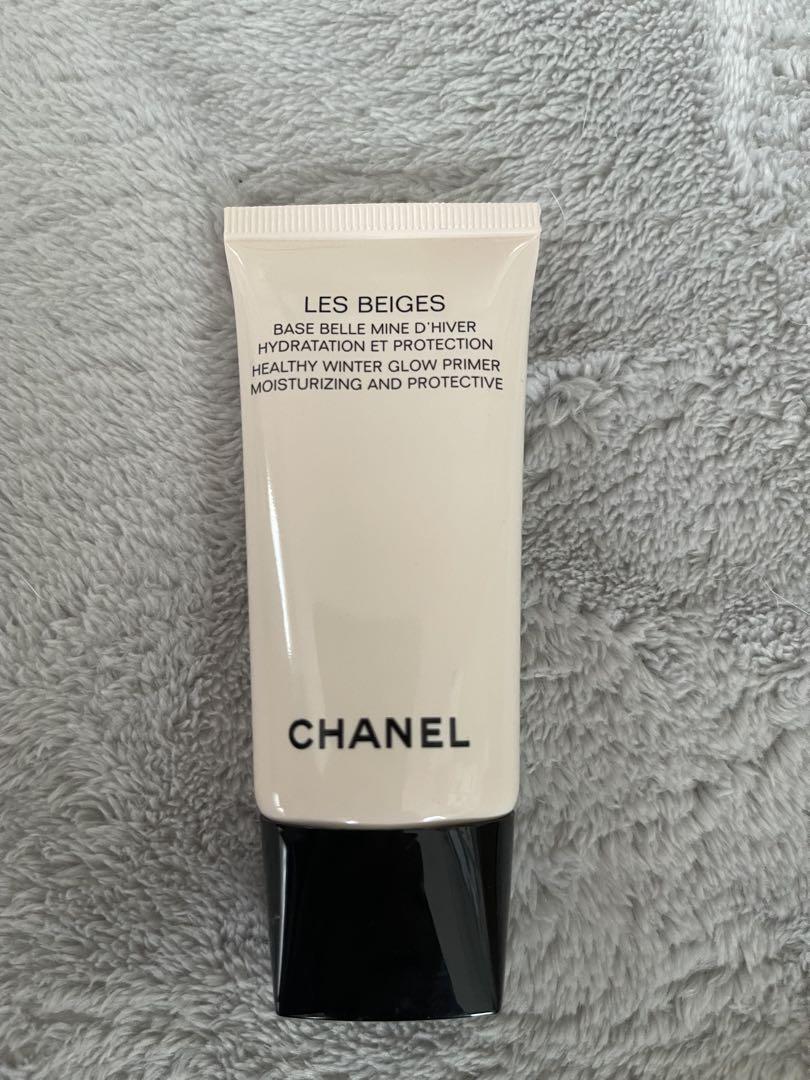 LES BEIGES
BASE BELLE MINE D'HIVER
HYDRATATION ET PROTECTION
HEALTHY WINTER GLOW PRIMER
MOISTURIZING AND PROTECTIVE
CHANEL